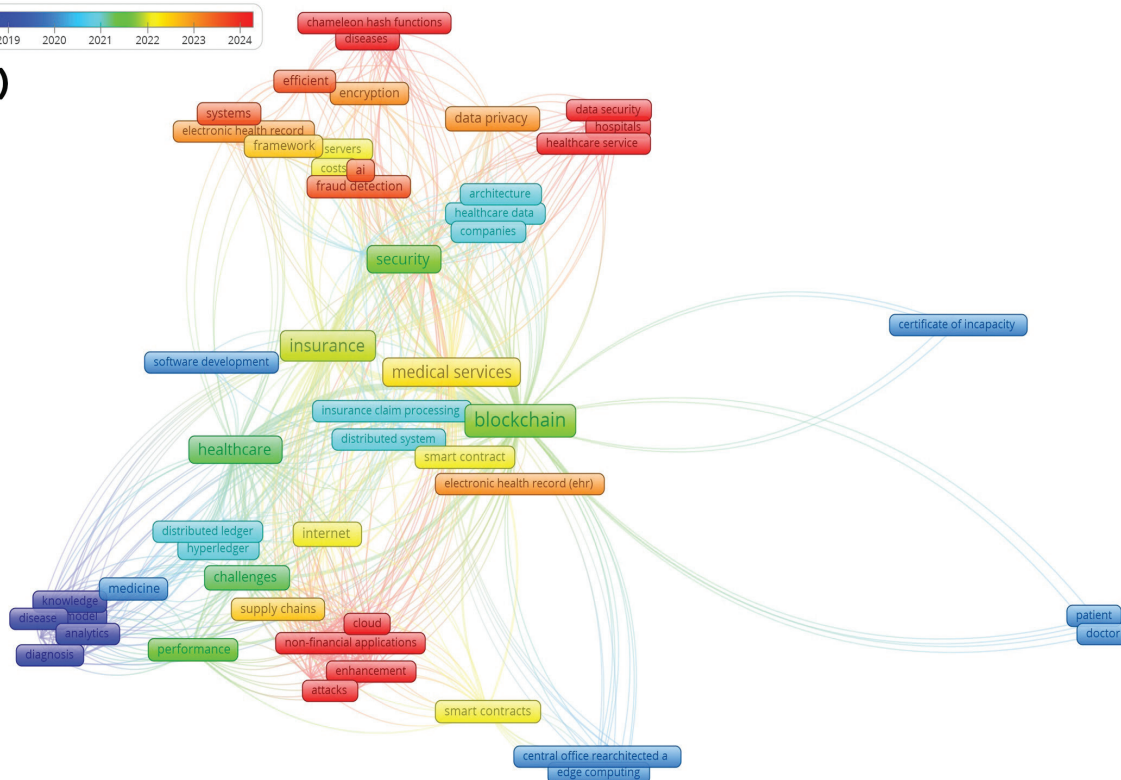 2019 2020 2021 2022 2023 2024
)
chameleon hash functions
diseases
efficient
encryption
systems
electronic health record
framework
servers
costs
ai
fraud detection
data privacy
data security
hospitals
healthcare service
architecture
healthcare data
companies
security
certificate of incapacity
insurance
software development
medical services
insurance claim processing
blockchain
distributed system
healthcare
smart contract
electronic health record (ehr)
distributed ledger
internet
hyperledger
challenges
medicine
knowledge
supply chains
disease
model
analytics
diagnosis
performance
cloud
non-financial applications
enhancement
attacks
patient
doctor
smart contracts
central office rearchitected a
edge computing